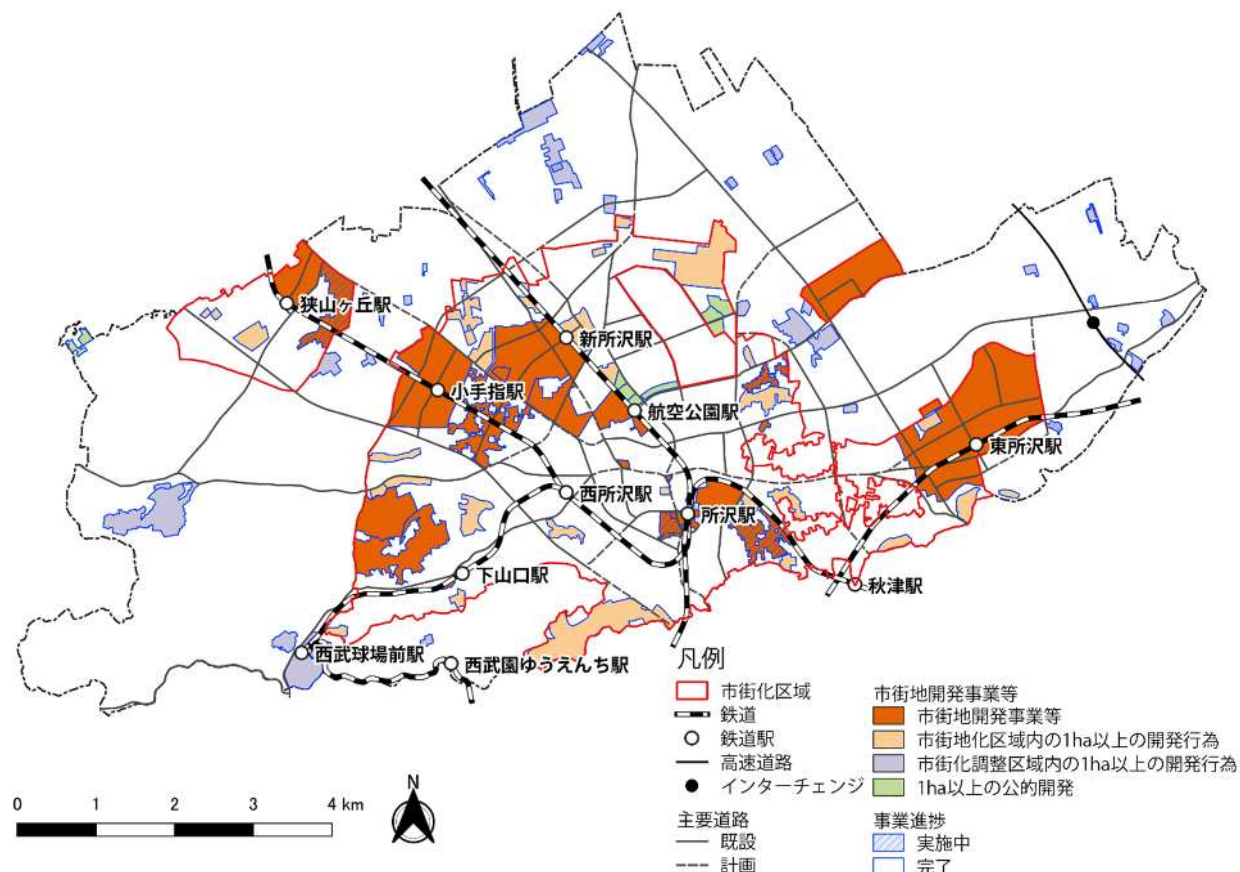 狭山ヶ丘駅
新所沢駅
小手指駅
航空公園駅
東所沢駅
西所沢駅
所沢駅
下山口駅
秋津駅
西武球場前駅
西武園ゆうえんち駅
凡例
市街化区域
鉄道
鉄道駅
高速道路
インターチェンジ
主要道路
既設
計画
市街地開発事業等
市街地開発事業等
市街地化区域内の1ha以上の開発行為
市街化調整区域内の1ha以上の開発行為
1ha以上の公的開発
事業進捗
実施中
完了
N
0 1 2 3 4 km